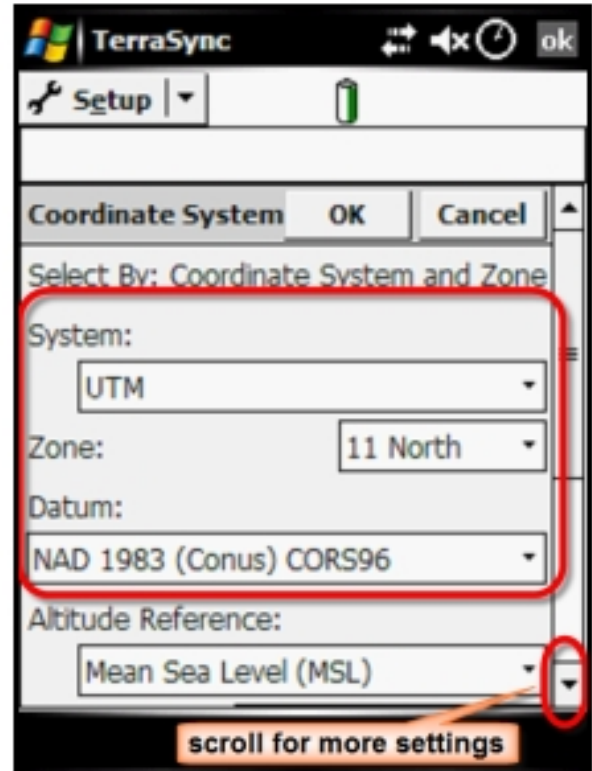 TerraSync ok
Setup
Coordinate System OK Cancel
Select By: Coordinate System and Zone
System:
UTM
Zone: 11 North
Datum:
NAD 1983 (Conus) CORS96
Altitude Reference:
Mean Sea Level (MSL)
scroll for more settings